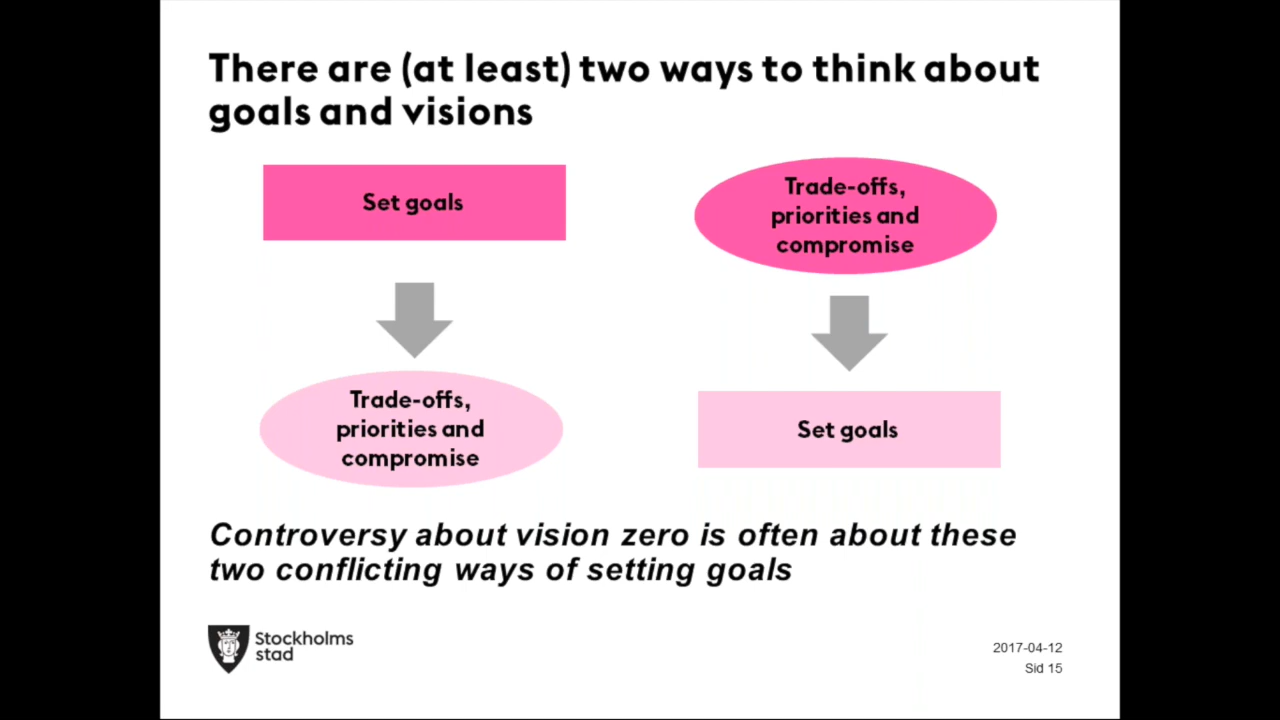 There are (at least) two ways to think about
goals and visions
Set goals
Trade-offs,
priorities and
compromise
Trade-offs,
priorities and
compromise
Set goals
Controversy about vision zero is often about these
two conflicting ways of setting goals
Stockholms
stad
2017-04-12
Sid 15